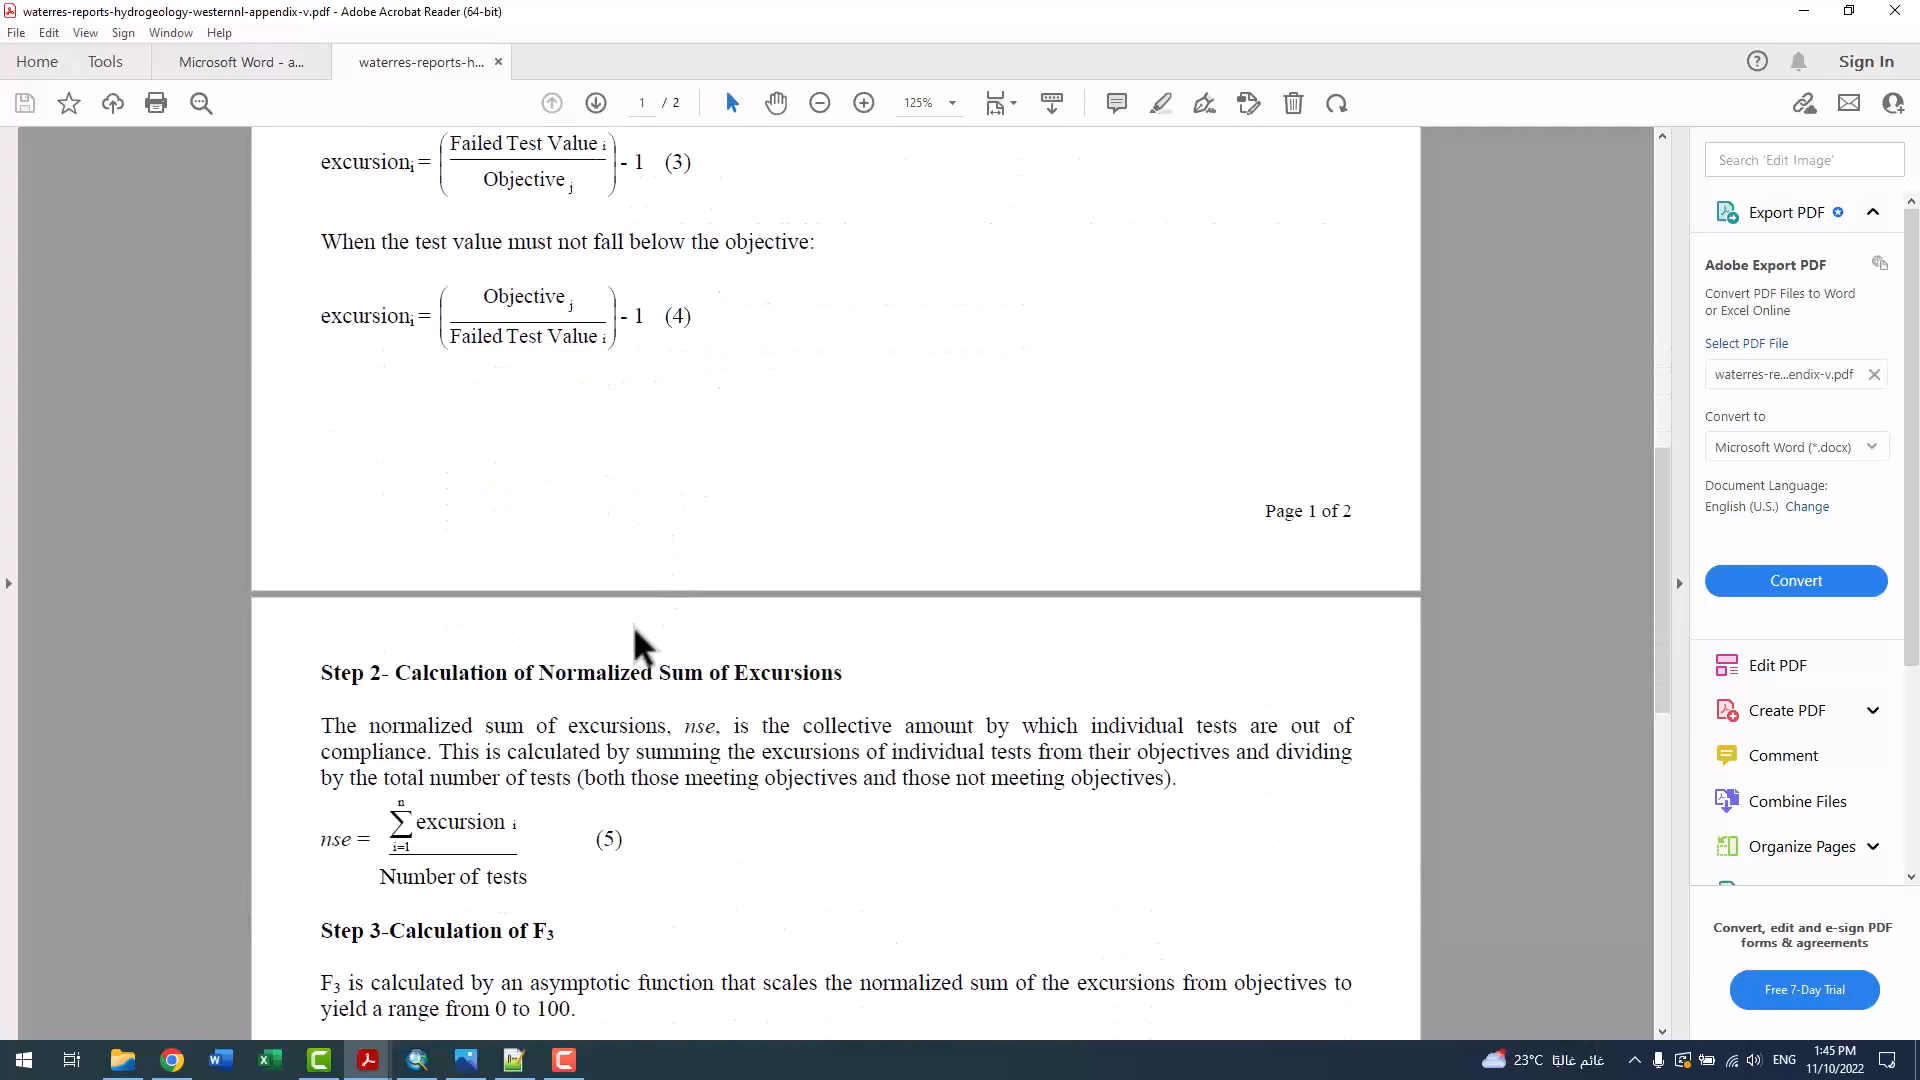 waterres-reports-hydrogeology-westernnl-appendix-v.pdf - Adobe Acrobat Reader (64-bit)
File Edit View Sign Window Help
Home Tools Microsoft Word - a... waterres-reports-h... × Sign In
1 / 2 125%
excursionᵢ = (Failed Test Value ᵢ / Objective ⱼ) - 1 (3)
When the test value must not fall below the objective:
excursionᵢ = (Objective ⱼ / Failed Test Value ᵢ) - 1 (4)
Page 1 of 2
Step 2- Calculation of Normalized Sum of Excursions
The normalized sum of excursions, nse, is the collective amount by which individual tests are out of
compliance. This is calculated by summing the excursions of individual tests from their objectives and dividing
by the total number of tests (both those meeting objectives and those not meeting objectives).
n
nse = ∑ excursion ᵢ (5)
i=1
Number of tests
Step 3-Calculation of F₃
F₃ is calculated by an asymptotic function that scales the normalized sum of the excursions from objectives to
yield a range from 0 to 100.
Search 'Edit Image'
Export PDF
Adobe Export PDF
Convert PDF Files to Word
or Excel Online
Select PDF File
waterres-re...endix-v.pdf
Convert to
Microsoft Word (*.docx)
Document Language:
English (U.S.) Change
Convert
Edit PDF
Create PDF
Comment
Combine Files
Organize Pages
Convert, edit and e-sign PDF
forms & agreements
Free 7-Day Trial
23°C غائم غالبًا ENG
1:45 PM
11/10/2022